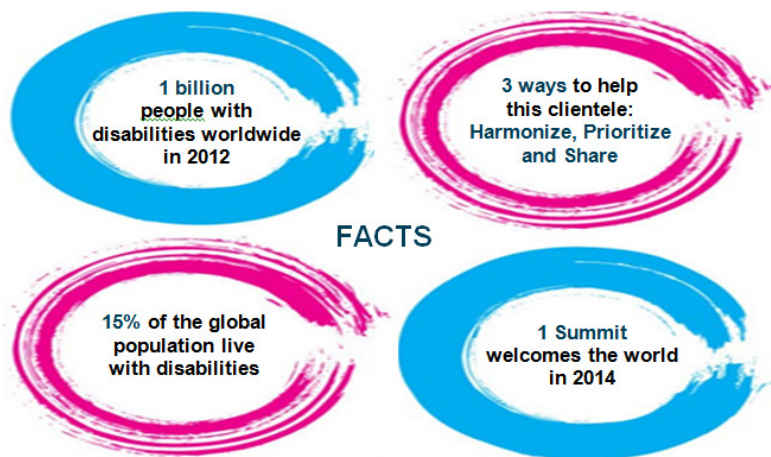 1 billion
people with
disabilities worldwide
in 2012
3 ways to help
this clientele:
Harmonize, Prioritize
and Share
FACTS
15% of the global
population live
with disabilities
1 Summit
welcomes the world
in 2014